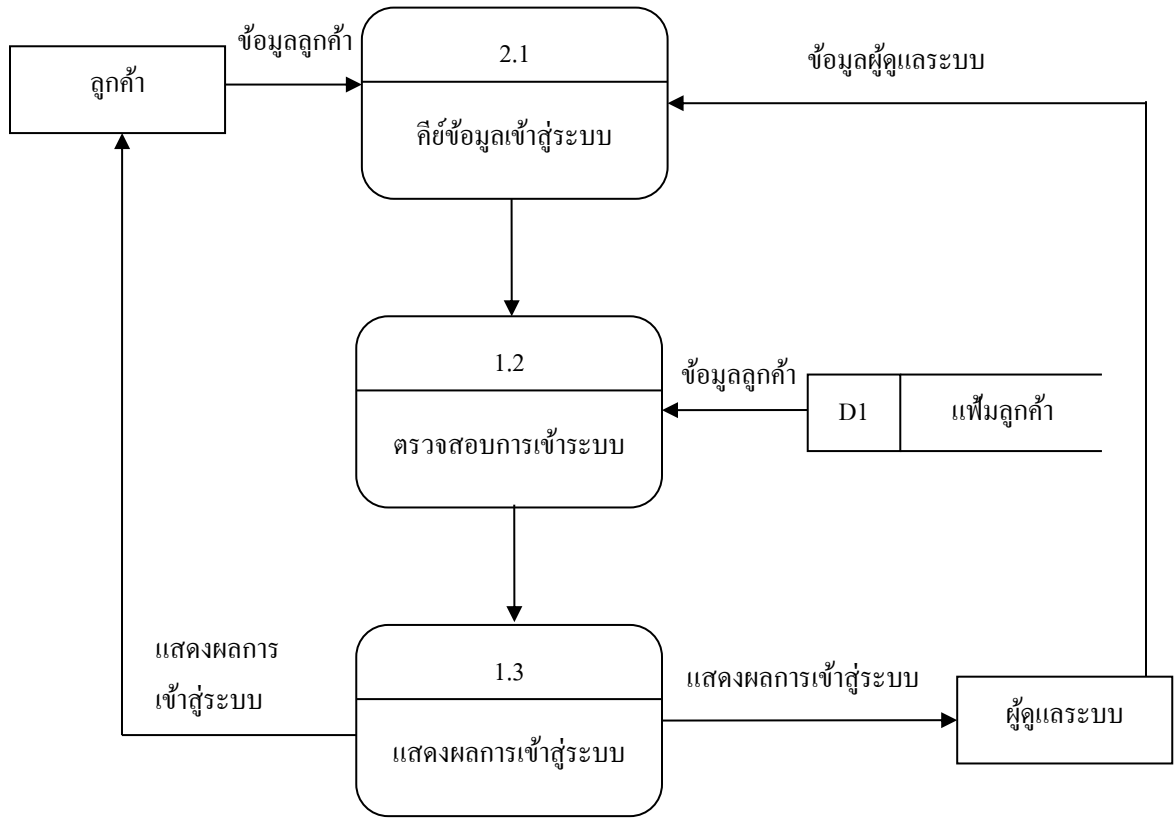 ข้อมูลลูกค้า
2.1
ข้อมูลผู้ดูแลระบบ
ลูกค้า
คีย์ข้อมูลเข้าสู่ระบบ
1.2
ข้อมูลลูกค้า
D1
แฟ้มลูกค้า
ตรวจสอบการเข้าระบบ
แสดงผลการ
เข้าสู่ระบบ
1.3
แสดงผลการเข้าสู่ระบบ
ผู้ดูแลระบบ
แสดงผลการเข้าสู่ระบบ